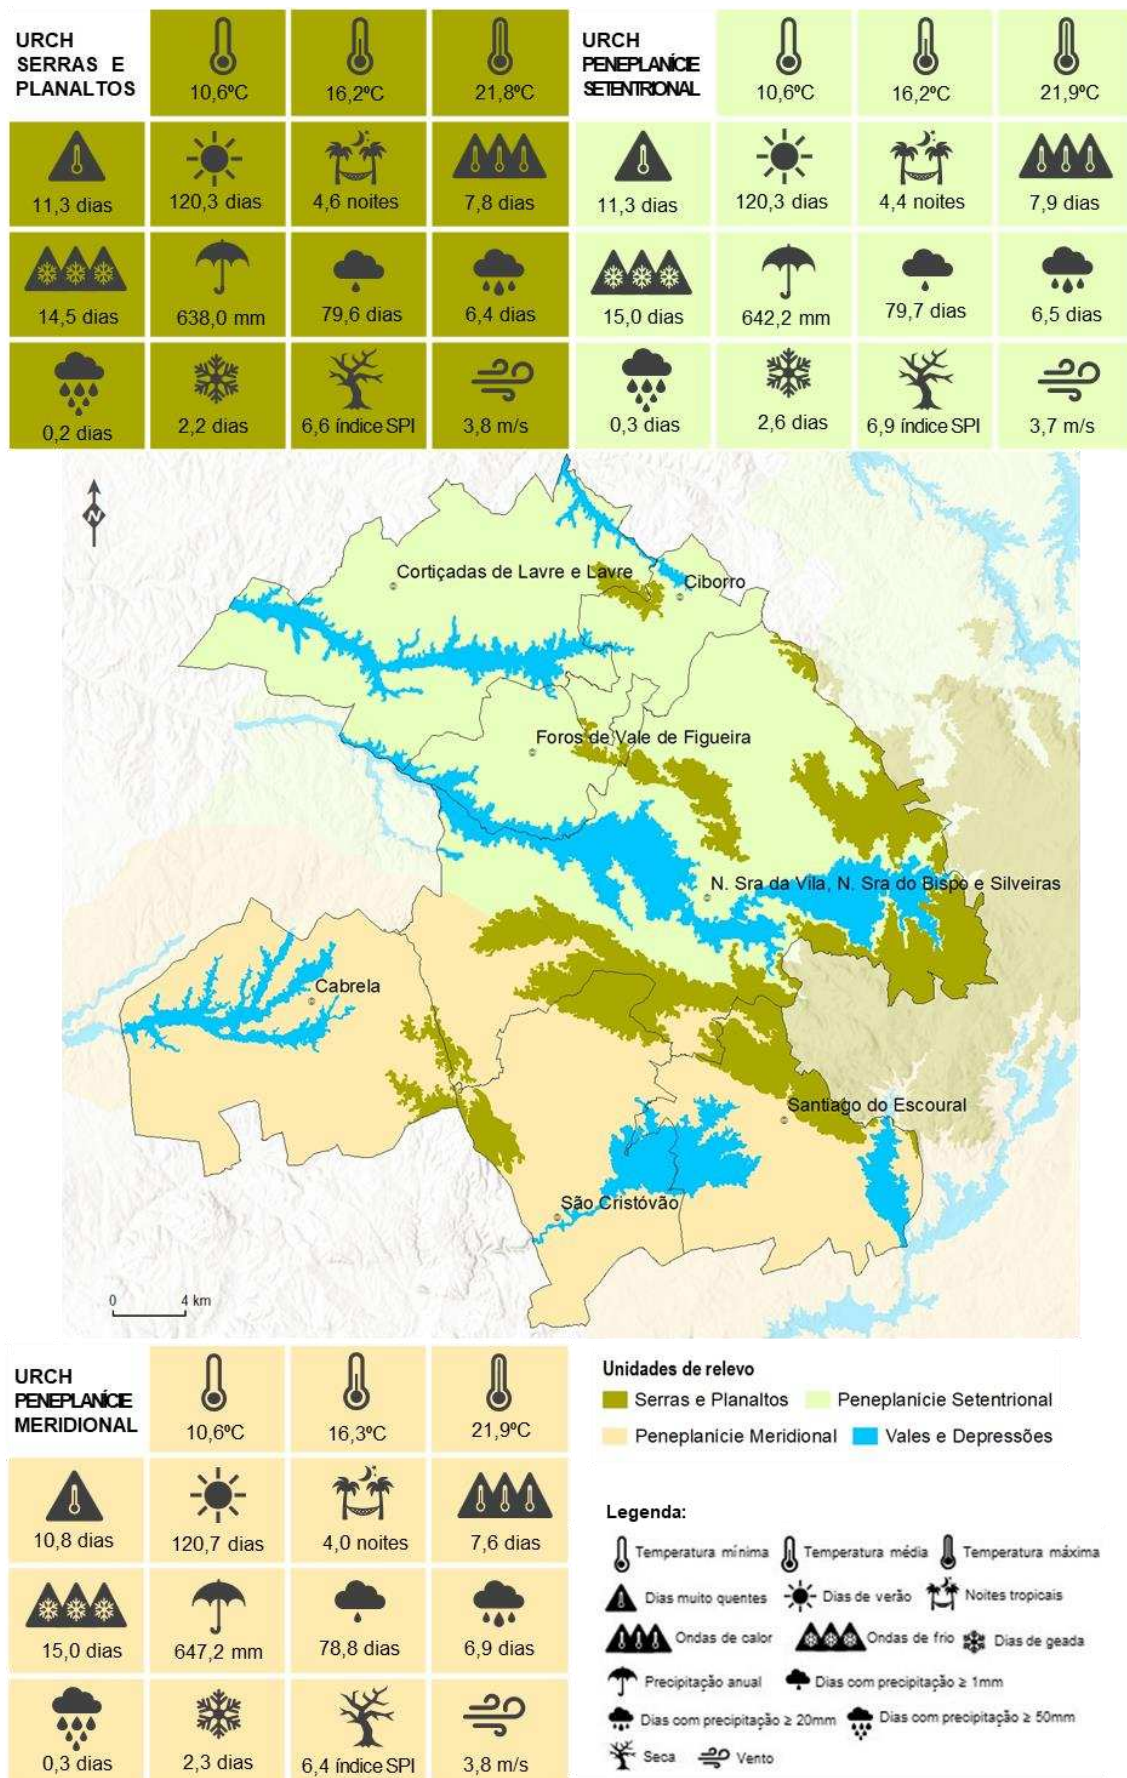 URCH
SERRAS E
PLANALTOS
10,6ºC
16,2ºC
21,8ºC
11,3 dias
120,3 dias
4,6 noites
7,8 dias
14,5 dias
638,0 mm
79,6 dias
6,4 dias
0,2 dias
2,2 dias
6,6 índice SPI
3,8 m/s
URCH
PENEPLANÍCIE
SETENTRIONAL
10,6ºC
16,2ºC
21,9ºC
11,3 dias
120,3 dias
4,4 noites
7,9 dias
15,0 dias
642,2 mm
79,7 dias
6,5 dias
0,3 dias
2,6 dias
6,9 índice SPI
3,7 m/s
N
Cortiçadas de Lavre e Lavre
Ciborro
Foros de Vale de Figueira
N. Sra da Vila, N. Sra do Bispo e Silveiras
Cabrela
Santiago do Escoural
São Cristóvão
0 4 km
URCH
PENEPLANÍCIE
MERIDIONAL
10,6ºC
16,3ºC
21,9ºC
10,8 dias
120,7 dias
4,0 noites
7,6 dias
15,0 dias
647,2 mm
78,8 dias
6,9 dias
0,3 dias
2,3 dias
6,4 índice SPI
3,8 m/s
Unidades de relevo
Serras e Planaltos Peneplanicie Setentrional
Peneplanície Meridional Vales e Depressões
Legenda:
Temperatura mínima Temperatura média Temperatura máxima
Dias muito quentes Dias de verão Noites tropicais
Ondas de calor Ondas de frio Dias de geada
Precipitação anual Dias com precipitação ≥ 1mm
Dias com precipitação ≥ 20mm Dias com precipitação ≥ 50mm
Seca Vento